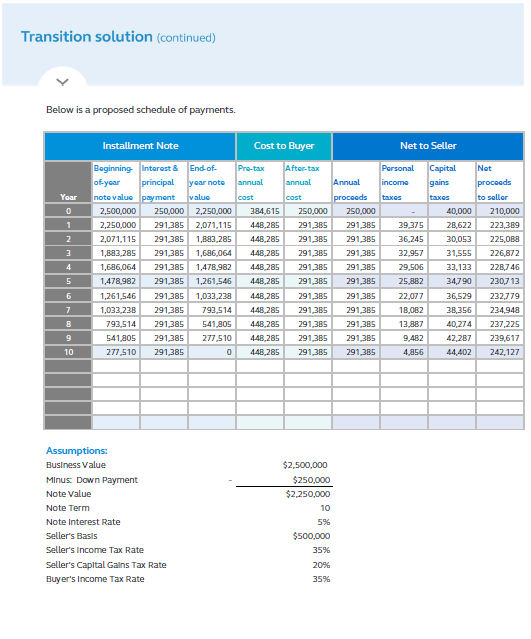 Transition solution (continued)
Below is a proposed schedule of payments.
Installment Note Cost to Buyer Net to Seller
Beginning- Interest & End-of- Pre-tax After-tax Personal Capital Net
of-year principal year note annual annual Annual income gains proceeds
Year note value payment value cost cost proceeds taxes taxes to seller
0 2,500,000 250,000 2,250,000 384,615 250,000 250,000 - 40,000 210,000
1 2,250,000 291,385 2,071,115 448,285 291,385 291,385 39,375 28,622 223,389
2 2,071,115 291,385 1,883,285 448,285 291,385 291,385 36,245 30,053 225,088
3 1,883,285 291,385 1,686,064 448,285 291,385 291,385 32,957 31,555 226,872
4 1,686,064 291,385 1,478,982 448,285 291,385 291,385 29,506 33,133 228,746
5 1,478,982 291,385 1,261,546 448,285 291,385 291,385 25,882 34,790 230,713
6 1,261,546 291,385 1,033,238 448,285 291,385 291,385 22,077 36,529 232,779
7 1,033,238 291,385 793,514 448,285 291,385 291,385 18,082 38,356 234,948
8 793,514 291,385 541,805 448,285 291,385 291,385 13,887 40,274 237,225
9 541,805 291,385 277,510 448,285 291,385 291,385 9,482 42,287 239,617
10 277,510 291,385 0 448,285 291,385 291,385 4,856 44,402 242,127
Assumptions:
Business Value $2,500,000
Minus: Down Payment - $250,000
Note Value $2,250,000
Note Term 10
Note Interest Rate 5%
Seller's Basis $500,000
Seller's Income Tax Rate 35%
Seller's Capital Gains Tax Rate 20%
Buyer's Income Tax Rate 35%